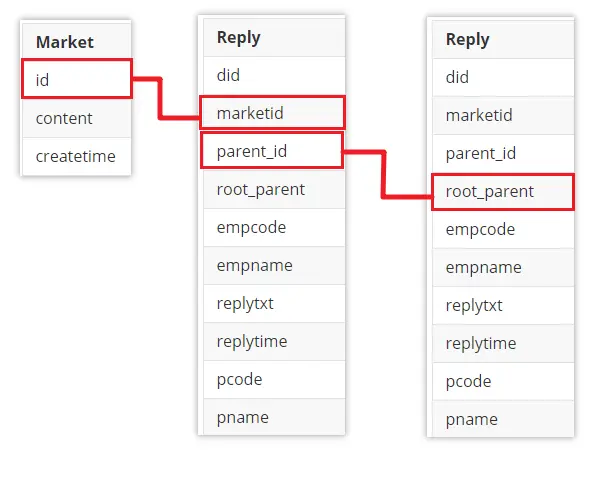 Market
id
content
createtime
Reply
did
marketid
parent_id
root_parent
empcode
empname
replytxt
replytime
pcode
pname
Reply
did
marketid
parent_id
root_parent
empcode
empname
replytxt
replytime
pcode
pname